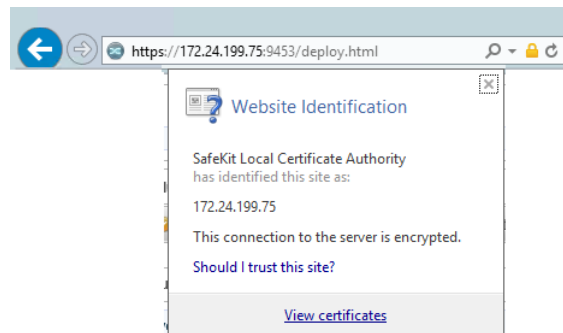 https://172.24.199.75:9453/deploy.html
Website Identification
SafeKit Local Certificate Authority
has identified this site as:
172.24.199.75
This connection to the server is encrypted.
Should I trust this site?
View certificates